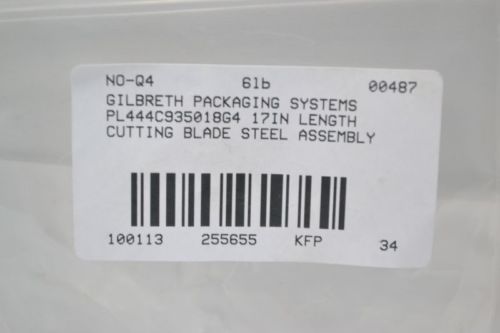 NO-Q4 61b 00487
GILBRETH PACKAGING SYSTEMS
PL444C935018G4 17IN LENGTH
CUTTING BLADE STEEL ASSEMBLY
100113 255655 KFP 34